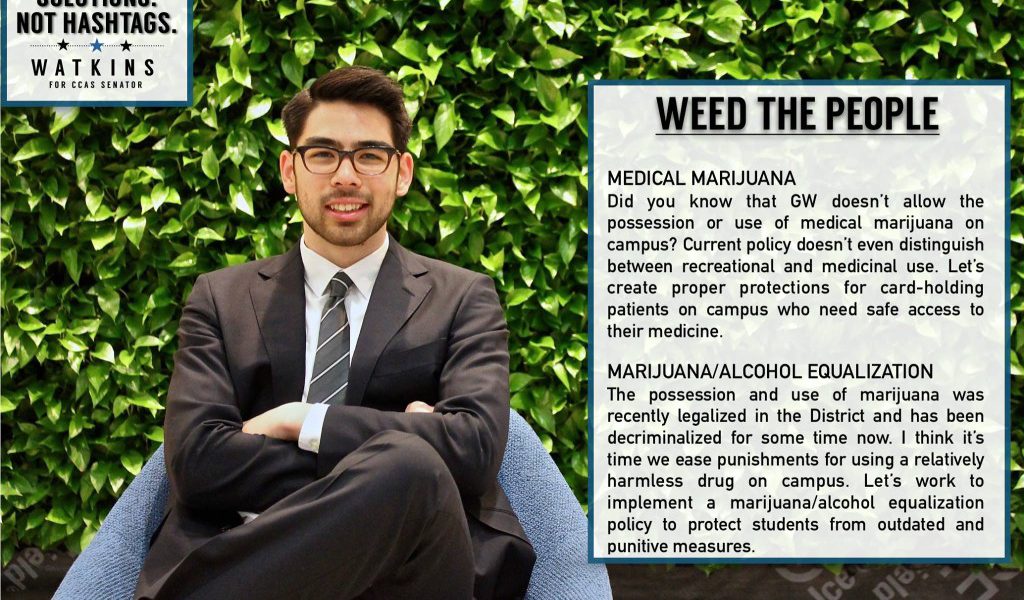 SOLUTIONS.
NOT HASHTAGS.
WATKINS
FOR CCAS SENATOR
WEED THE PEOPLE
MEDICAL MARIJUANA
Did you know that GW doesn't allow the
possession or use of medical marijuana on
campus? Current policy doesn't even distinguish
between recreational and medicinal use. Let's
create proper protections for card-holding
patients on campus who need safe access to
their medicine.
MARIJUANA/ALCOHOL EQUALIZATION
The possession and use of marijuana was
recently legalized in the District and has been
decriminalized for some time now. I think it's
time we ease punishments for using a relatively
harmless drug on campus. Let's work to
implement a marijuana/alcohol equalization
policy to protect students from outdated and
punitive measures.